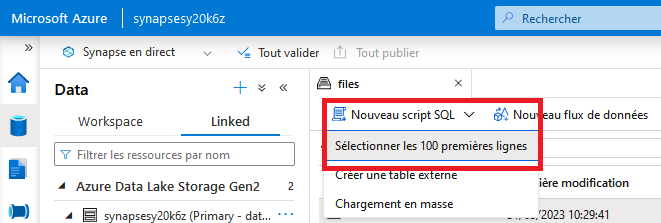 Microsoft Azure synapsesy20k6z Rechercher
Synapse en direct Tout valider Tout publier
Data
files
Workspace Linked
Nouveau script SQL Nouveau flux de données
Filtrer les ressources par nom
Sélectionner les 100 premières lignes
Azure Data Lake Storage Gen2 2
Créer une table externe
modification
synapsesy20k6z (Primary - dat...
Chargement en masse
2023 10:29:41